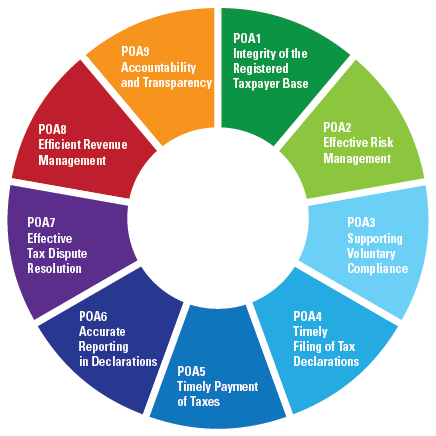 POA1
Integrity of the
Registered
Taxpayer Base
POA2
Effective Risk
Management
POA3
Supporting
Voluntary
Compliance
POA4
Timely
Filing of Tax
Declarations
POA5
Timely Payment
of Taxes
POA6
Accurate
Reporting
in Declarations
POA7
Effective
Tax Dispute
Resolution
POA8
Efficient Revenue
Management
POA9
Accountability
and Transparency